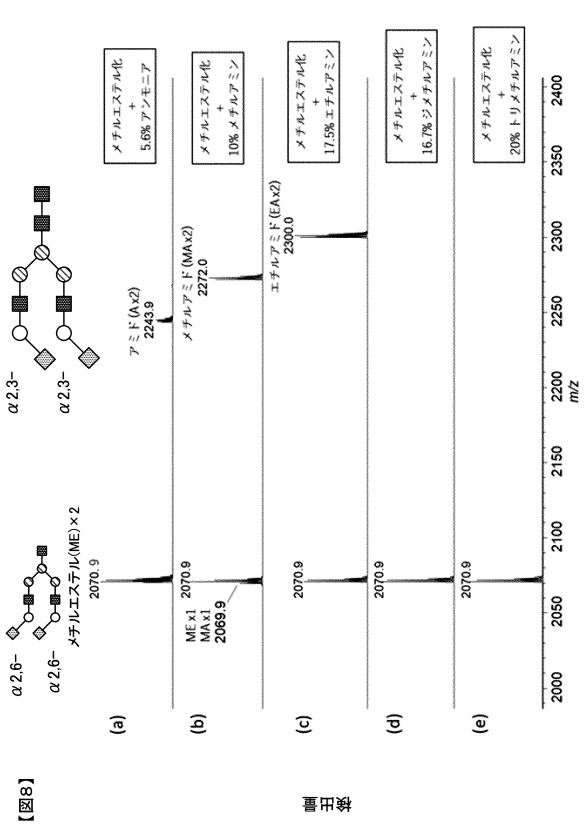 【図8】
α2,6-
α2,6-
メチルエステル(ME)×2
α2,3-
α2,3-
(a)
2070.9
アミド(Ax2)
2243.9
メチルエステル化
+
5.6% アンモニア
(b)
ME x1
MA x1
2069.9
2070.9
メチルアミド(MAx2)
2272.0
メチルエステル化
+
10% メチルアミン
(c)
2070.9
エチルアミド(EAx2)
2300.0
メチルエステル化
+
17.5% エチルアミン
(d)
2070.9
メチルエステル化
+
16.7% ジメチルアミン
(e)
2070.9
メチルエステル化
+
20% トリメチルアミン
2000 2050 2100 2150 2200 2250 2300 2350 2400
m/z
検出量